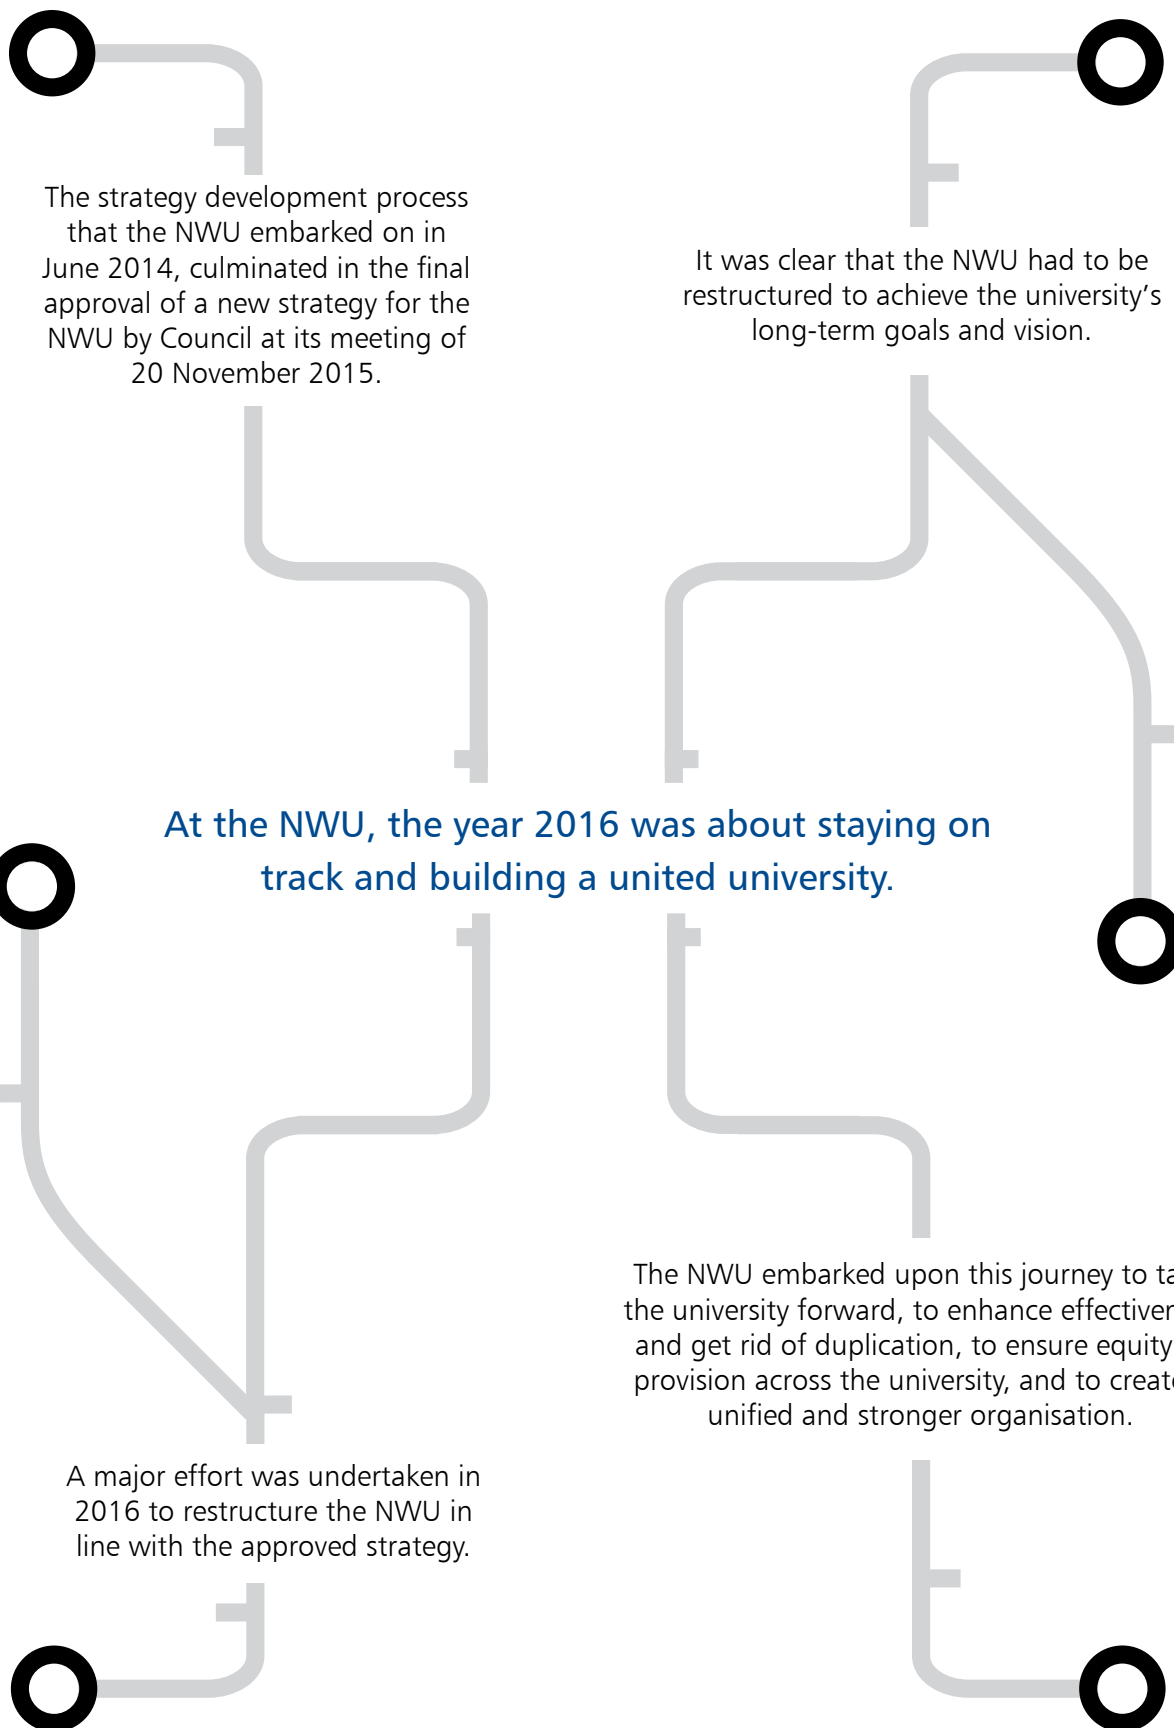 The strategy development process
that the NWU embarked on in
June 2014, culminated in the final
approval of a new strategy for the
NWU by Council at its meeting of
20 November 2015.
It was clear that the NWU had to be
restructured to achieve the university’s
long-term goals and vision.
At the NWU, the year 2016 was about staying on
track and building a united university.
The NWU embarked upon this journey to
the university forward, to enhance
and get rid of duplication, to ensure equity
provision across the university, and to
unified and stronger organisation.
A major effort was undertaken in
2016 to restructure the NWU in
line with the approved strategy.